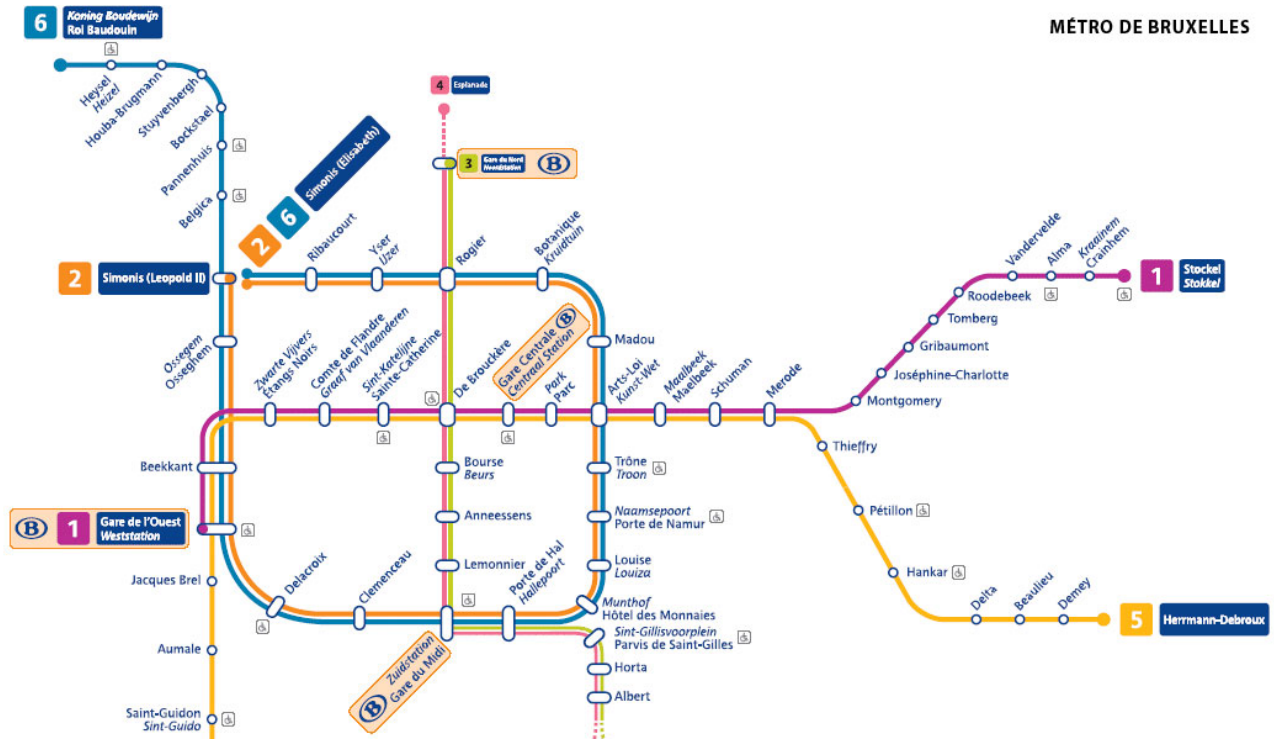 MÉTRO DE BRUXELLES
6
Koning Boudewijn
Roi Baudouin
Heysel
Heizel
Houba-Brugmann
Stuyvenbergh
Bockstael
Pannenhuis
Belgica
4
Esplanade
3
Gare du Nord
Noordstation
B
2
6
Simonis (Elisabeth)
Ribaucourt
Yser
IJzer
Rogier
Botanique
Kruidtuin
2
Simonis (Leopold II)
Ossegem
Osseghem
Zwarte Vijvers
Étangs Noirs
Comte de Flandre
Graaf van Vlaanderen
Sint-Katelijne
Sainte-Catherine
De Brouckère
Gare Centrale
Centraal Station
B
Park
Parc
Madou
Arts-Loi
Kunst-Wet
Maalbeek
Maelbeek
Schuman
Merode
Vandervelde
Alma
Kraainem
Crainhem
1
Stockel
Stokkel
Roodebeek
Tomberg
Gribaumont
Joséphine-Charlotte
Montgomery
Thieffry
Pétillon
Hankar
Delta
Beaulieu
Demey
5
Herrmann-Debroux
Beekkant
B
1
Gare de l'Ouest
Weststation
Jacques Brel
Aumale
Saint-Guidon
Sint-Guido
Delacroix
Clemenceau
Bourse
Beurs
Anneessens
Lemonnier
Porte de Hal
Hallepoort
B
Zuidstation
Gare du Midi
Trône
Troon
Naamsepoort
Porte de Namur
Louise
Louiza
Munthof
Hôtel des Monnaies
Sint-Gillisvoorplein
Parvis de Saint-Gilles
Horta
Albert